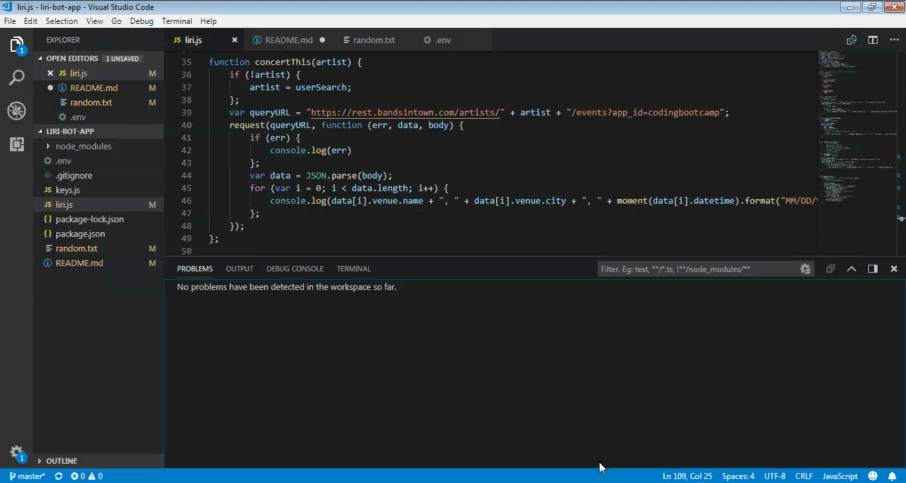 liri.js - liri-bot-app - Visual Studio Code
File Edit Selection View Go Debug Terminal Help
EXPLORER
OPEN EDITORS 1 UNSAVED
JS liri.js M
README.md M
random.txt M
.env
LIRI-BOT-APP
node_modules
.env
.gitignore
JS keys.js
JS liri.js M
{} package-lock.json
{} package.json
random.txt M
README.md M
OUTLINE
JS liri.js README.md random.txt .env
35 function concertThis(artist) {
36 if (!artist) {
37 artist = userSearch;
38 };
39 var queryURL = "https://rest.bandsintown.com/artists/" + artist + "/events?app_id=codingbootcamp";
40 request(queryURL, function (err, data, body) {
41 if (err) {
42 console.log(err)
43 };
44 var data = JSON.parse(body);
45 for (var i = 0; i < data.length; i++) {
46 console.log(data[i].venue.name + ", " + data[i].venue.city + ", " + moment(data[i].datetime).format("MM/DD/
47 };
48 });
49 };
50
PROBLEMS OUTPUT DEBUG CONSOLE TERMINAL Filter. Eg: text, **/*.ts, !**/node_modules/**
No problems have been detected in the workspace so far.
1
1
master* 0 0 Ln 109, Col 25 Spaces: 4 UTF-8 CRLF JavaScript